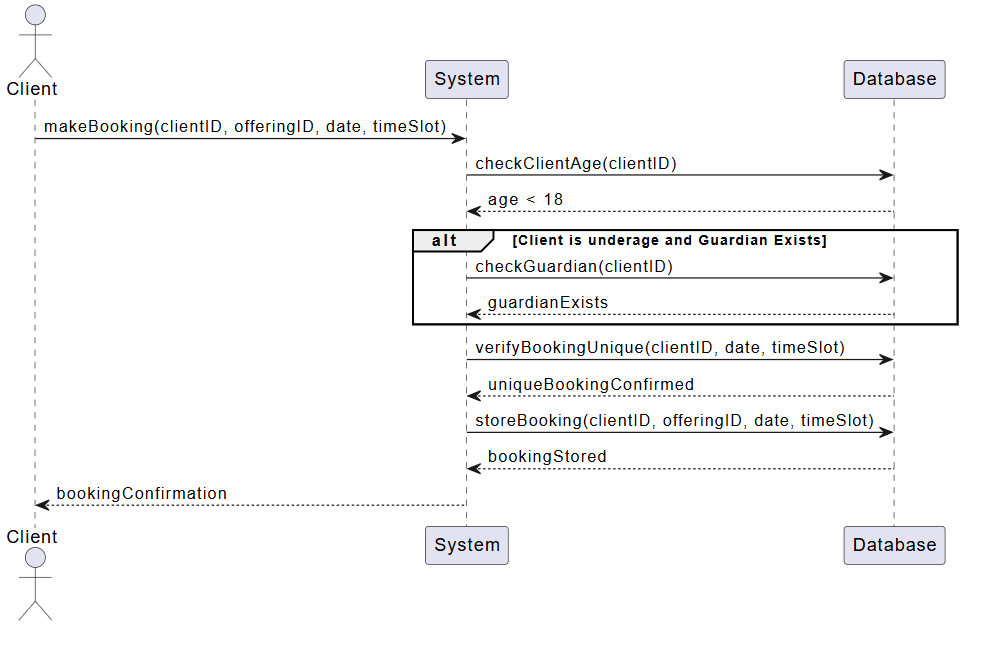 Client
System
Database
makeBooking(clientID, offeringID, date, timeSlot)
checkClientAge(clientID)
age < 18
alt [Client is underage and Guardian Exists]
checkGuardian(clientID)
guardianExists
verifyBookingUnique(clientID, date, timeSlot)
uniqueBookingConfirmed
storeBooking(clientID, offeringID, date, timeSlot)
bookingStored
bookingConfirmation
Client
System
Database